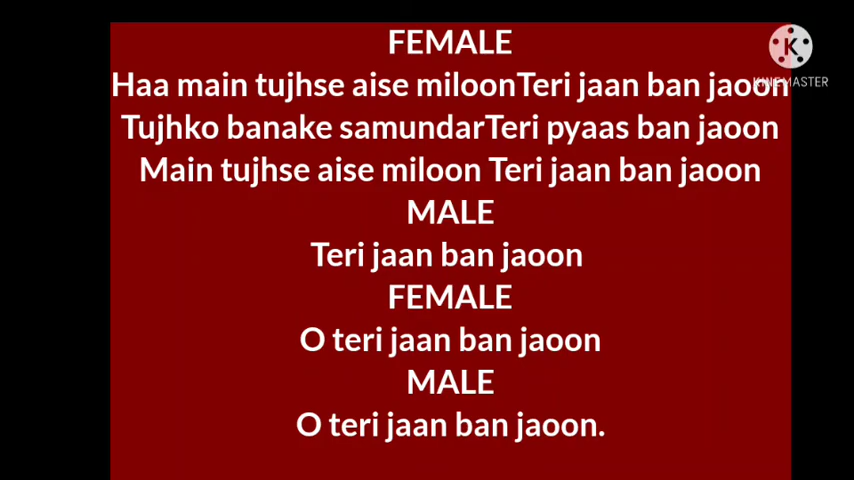 FEMALE
Haa main tujhse aise miloonTeri jaan ban jaoon
Tujhko banake samundarTeri pyaas ban jaoon
Main tujhse aise miloon Teri jaan ban jaoon
MALE
Teri jaan ban jaoon
FEMALE
O teri jaan ban jaoon
MALE
O teri jaan ban jaoon.
K
KINEMASTER